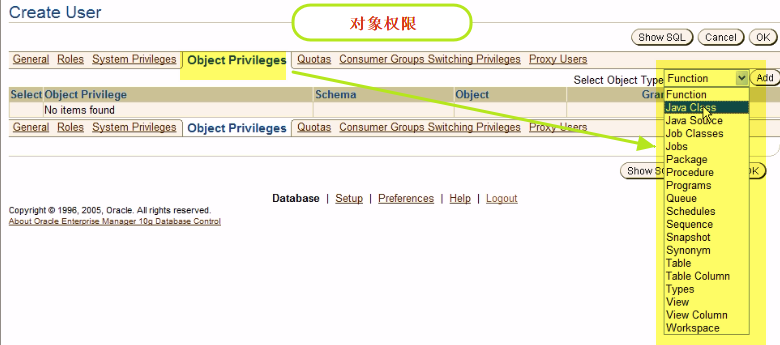 Create User
对象权限
Show SQL Cancel OK
General Roles System Privileges Object Privileges Quotas Consumer Groups Switching Privileges Proxy Users
Select Object Type Function Add
Select Object Privilege Schema Object Gran
No items found
General Roles System Privileges Object Privileges Quotas Consumer Groups Switching Privileges Proxy Users
Function
Java Class
Java Source
Job Classes
Jobs
Package
Procedure
Programs
Queue
Schedules
Sequence
Snapshot
Synonym
Table
Table Column
Types
View
View Column
Workspace
Show SQ OK
Database | Setup | Preferences | Help | Logout
Copyright © 1996, 2005, Oracle. All rights reserved.
About Oracle Enterprise Manager 10g Database Control